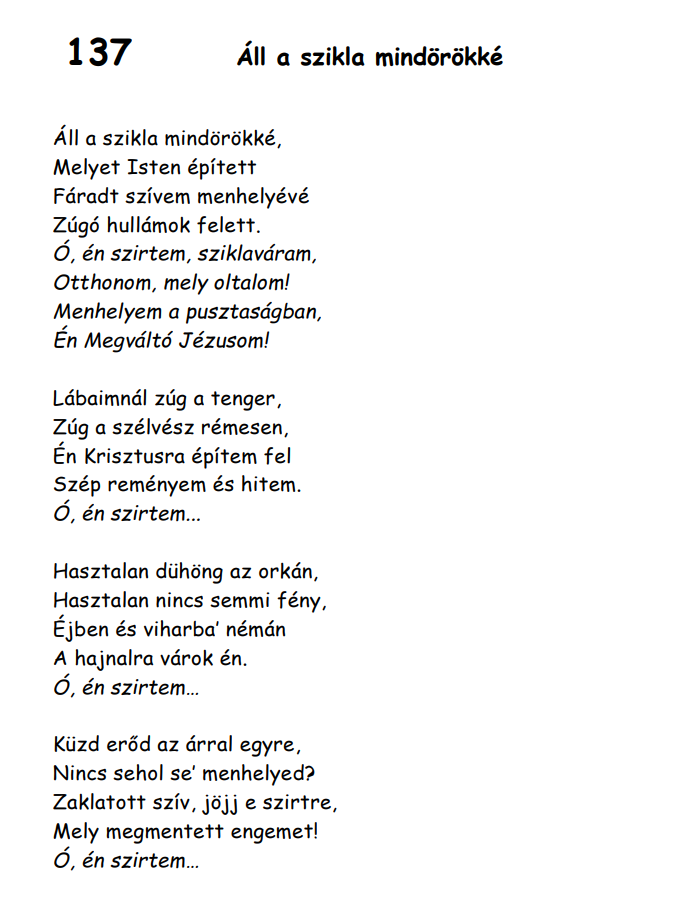 137 Áll a szikla mindörökké
Áll a szikla mindörökké,
Melyet Isten épített
Fáradt szívem menhelyévé
Zúgó hullámok felett.
Ó, én szirtem, sziklaváram,
Otthonom, mely oltalom!
Menhelyem a pusztaságban,
Én Megváltó Jézusom!
Lábaimnál zúg a tenger,
Zúg a szélvész rémesen,
Én Krisztusra építem fel
Szép reményem és hitem.
Ó, én szirtem...
Hasztalan dühöng az orkán,
Hasztalan nincs semmi fény,
Éjben és viharba’ némán
A hajnalra várok én.
Ó, én szirtem…
Küzd erőd az árral egyre,
Nincs sehol se’ menhelyed?
Zaklatott szív, jöjj e szirtre,
Mely megmentett engemet!
Ó, én szirtem…